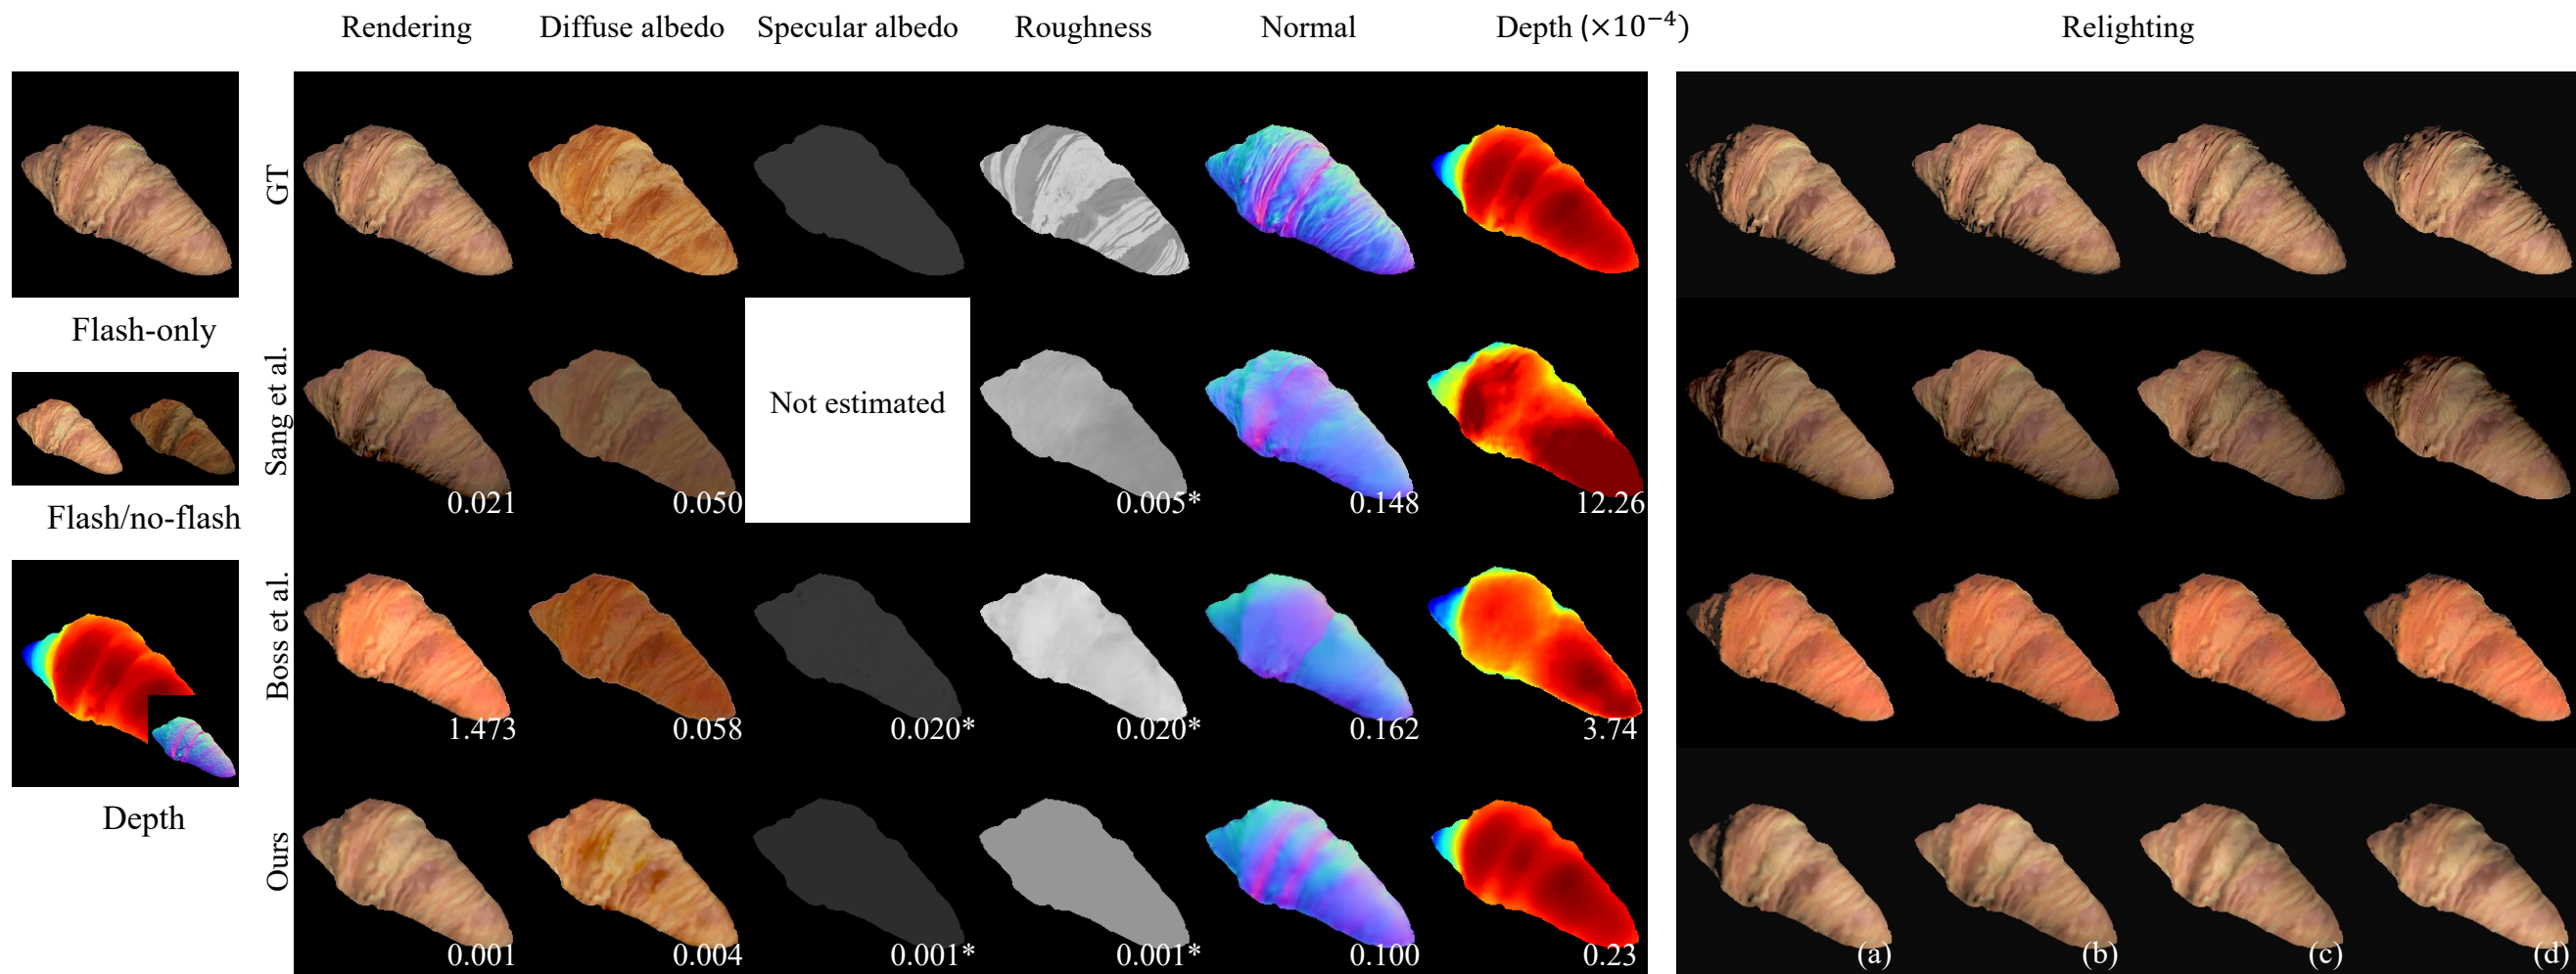 Rendering Diffuse albedo Specular albedo Roughness Normal Depth (×10⁻⁴) Relighting
GT
Flash-only
Sang et al.
Not estimated
0.021 0.050 0.005* 0.148 12.26
Flash/no-flash
Boss et al.
1.473 0.058 0.020* 0.020* 0.162 3.74
Depth
Ours
0.001 0.004 0.001* 0.001* 0.100 0.23 (a) (b) (c) (d)